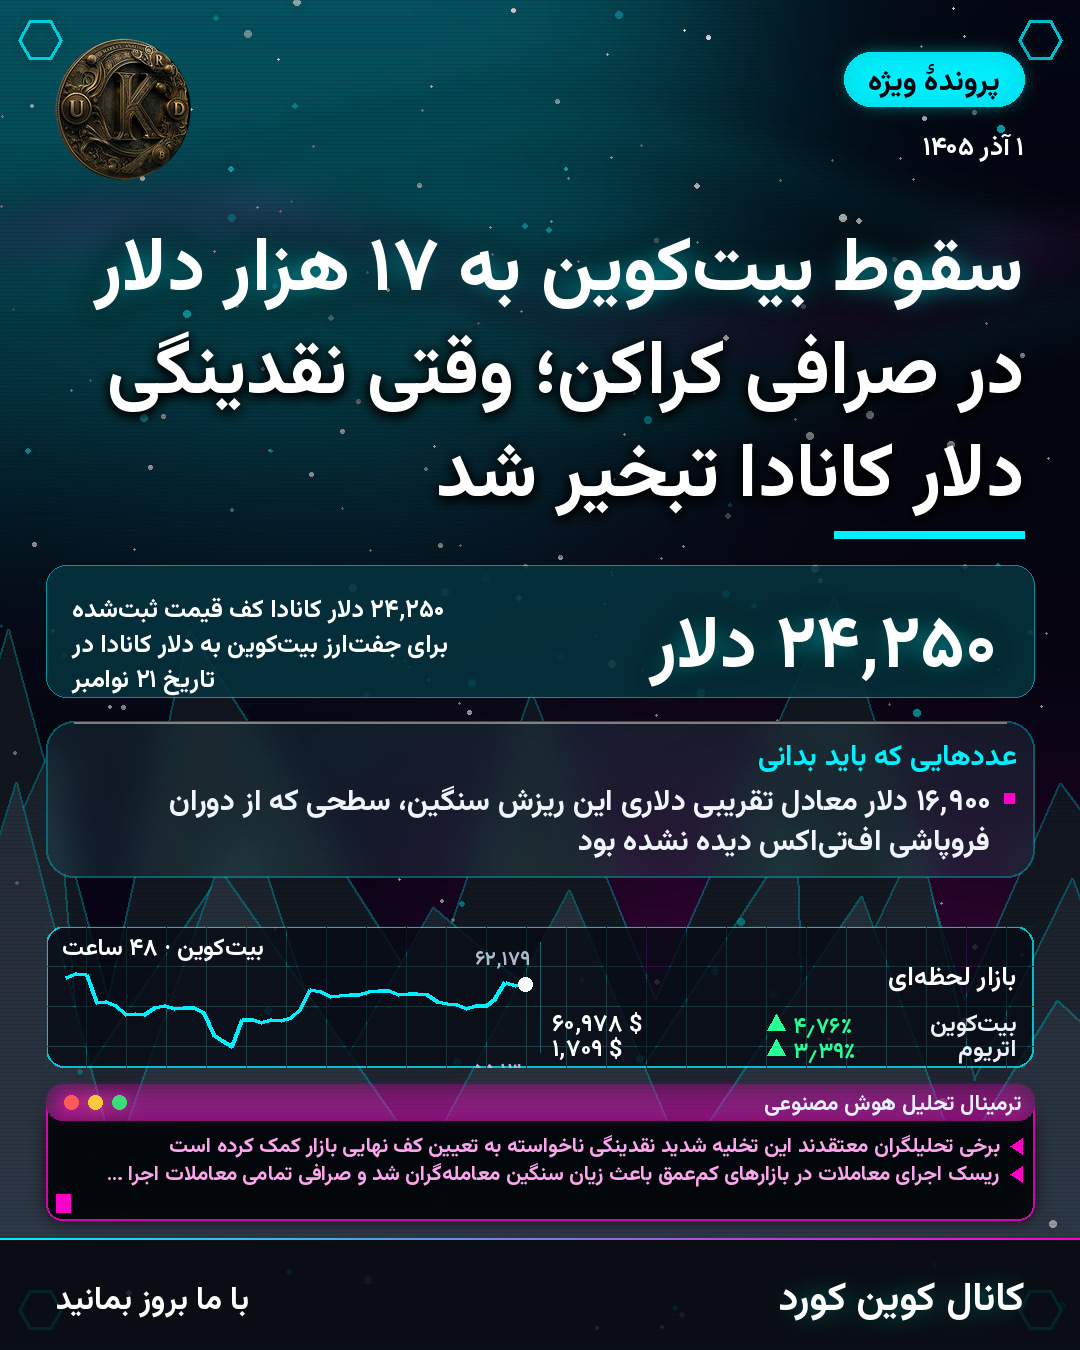 K
U
R
D
B
پروندهٔ ویژه
۱ آذر ۱۴۰۵
سقوط بیت‌کوین به ۱۷ هزار دلار
در صرافی کراکن؛ وقتی نقدینگی
دلار کانادا تبخیر شد
۲۴,۲۵۰ دلار
۲۴,۲۵۰ دلار کانادا کف قیمت ثبت‌شده
برای جفت‌ارز بیت‌کوین به دلار کانادا در
تاریخ ۲۱ نوامبر
عددهایی که باید بدانی
۱۶,۹۰۰ دلار معادل تقریبی دلاری این ریزش سنگین، سطحی که از دوران
فروپاشی اف‌تی‌اکس دیده نشده بود
بازار لحظه‌ای
بیت‌کوین ▲ ۴٫۷۶٪ ۶۰,۹۷۸ $
اتریوم ▲ ۳٫۳۹٪ ۱,۷۰۹ $
بیت‌کوین · ۴۸ ساعت
۶۲,۱۷۹
ترمینال تحلیل هوش مصنوعی
برخی تحلیلگران معتقدند این تخلیه شدید نقدینگی ناخواسته به تعیین کف نهایی بازار کمک کرده است
ریسک اجرای معاملات در بازارهای کم‌عمق باعث زیان سنگین معامله‌گران شد و صرافی تمامی معاملات اجرا ...
کانال کوین کورد
با ما بروز بمانید